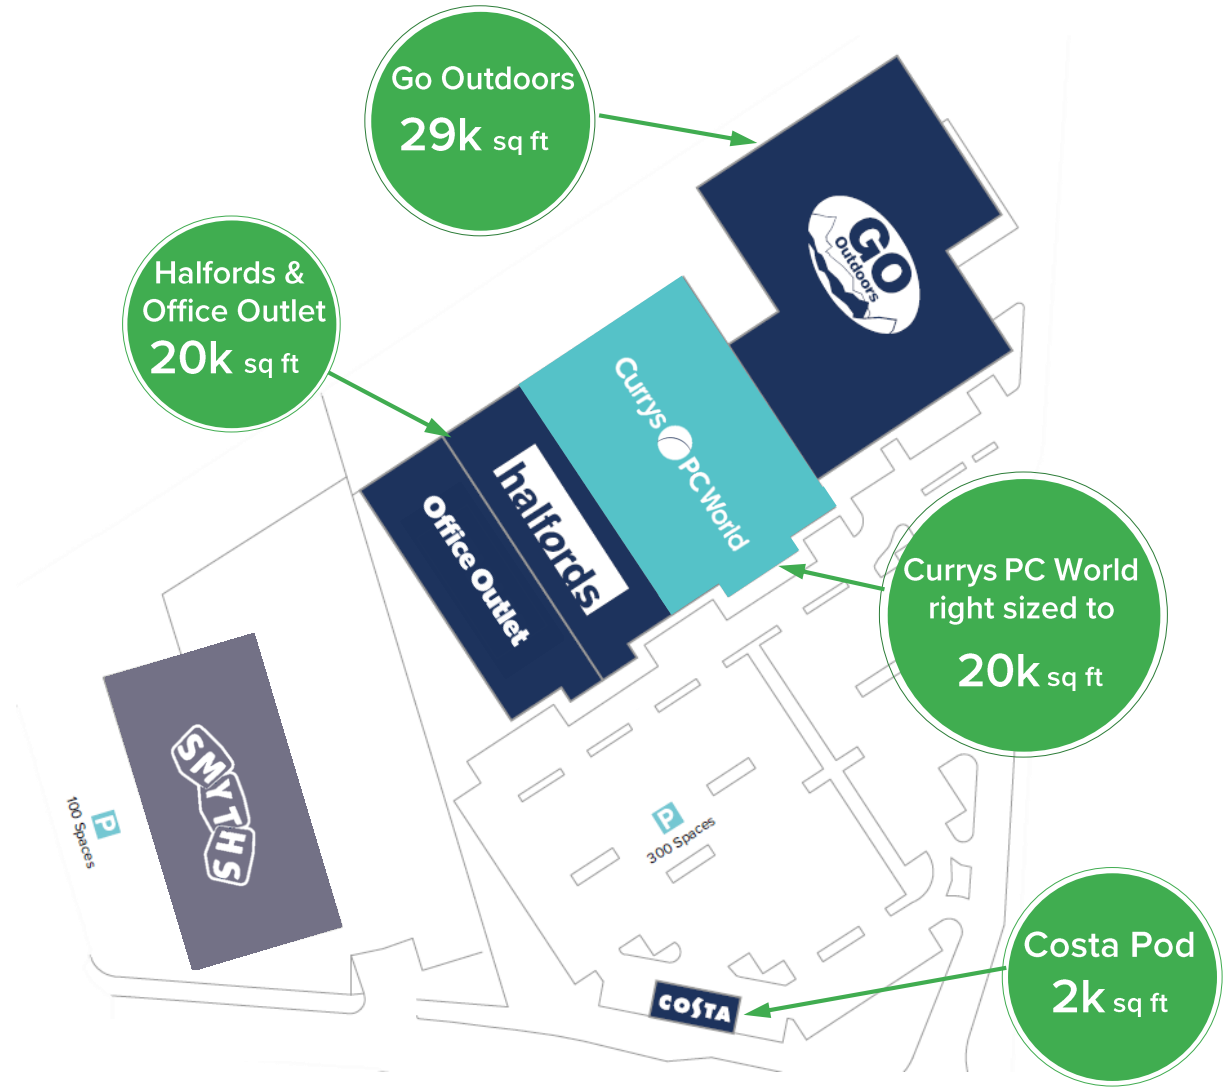 Go Outdoors
29k sq ft
GO
Outdoors
Halfords &
Office Outlet
20k sq ft
Currys
PC World
halfords
Office Outlet
Currys PC World
right sized to
20k sq ft
SMYTHS
P
100 Spaces
P
300 Spaces
Costa Pod
2k sq ft
COSTA